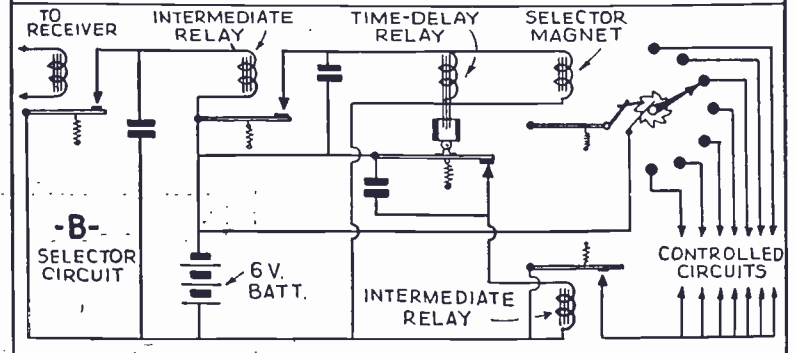 TO
RECEIVER
INTERMEDIATE
RELAY
TIME-DELAY
RELAY
SELECTOR
MAGNET
-B-
SELECTOR
CIRCUIT
6 V.
BATT.
INTERMEDIATE
RELAY
CONTROLLED
CIRCUITS